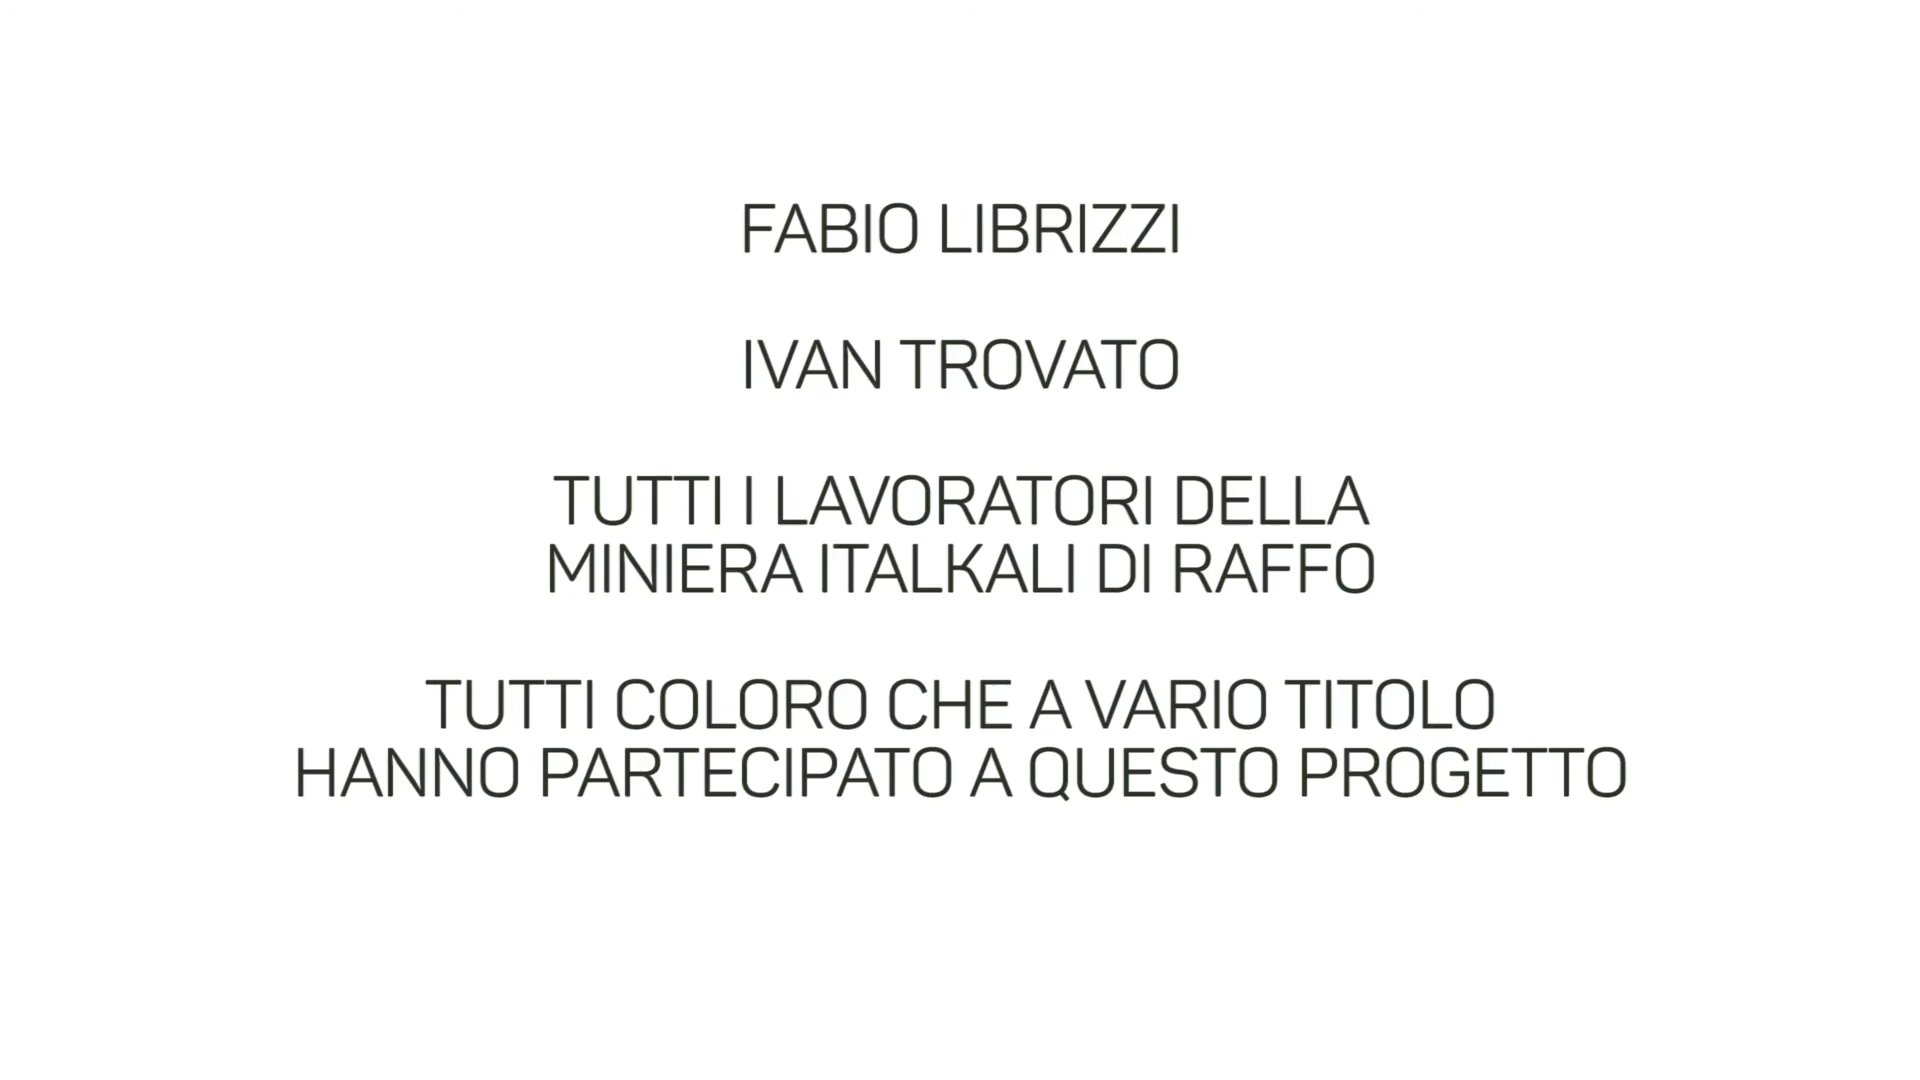 FABIO LIBRIZZI
IVAN TROVATO
TUTTI I LAVORATORI DELLA
MINIERA ITALKALI DI RAFFO
TUTTI COLORO CHE A VARIO TITOLO
HANNO PARTECIPATO A QUESTO PROGETTO